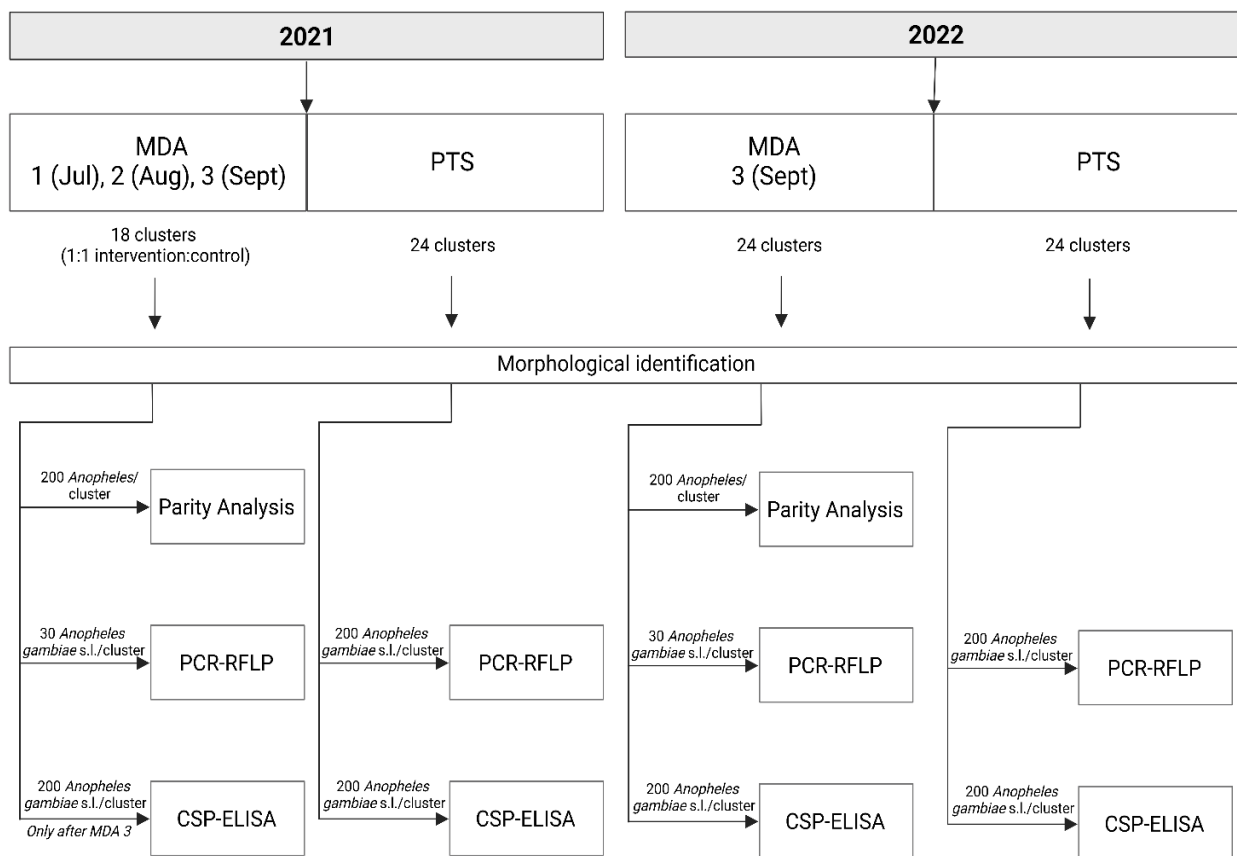 2021
2022
MDA
1 (Jul), 2 (Aug), 3 (Sept)
PTS
MDA
3 (Sept)
PTS
18 clusters
(1:1 intervention:control)
24 clusters
24 clusters
24 clusters
Morphological identification
200 Anopheles/
cluster
Parity Analysis
200 Anopheles/
cluster
Parity Analysis
30 Anopheles
gambiae s.l./cluster
PCR-RFLP
200 Anopheles
gambiae s.l./cluster
PCR-RFLP
30 Anopheles
gambiae s.l./cluster
PCR-RFLP
200 Anopheles
gambiae s.l./cluster
PCR-RFLP
200 Anopheles
gambiae s.l./cluster
Only after MDA 3
CSP-ELISA
200 Anopheles
gambiae s.l./cluster
CSP-ELISA
200 Anopheles
gambiae s.l./cluster
CSP-ELISA
200 Anopheles
gambiae s.l./cluster
CSP-ELISA